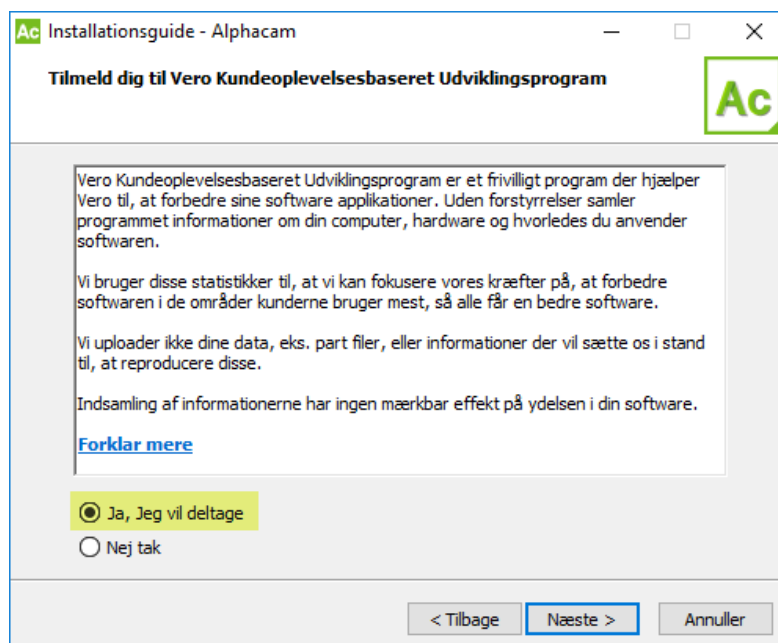 Ac Installationsguide - Alphacam
Tilmeld dig til Vero Kundeoplevelsesbaseret Udviklingsprogram
Ac
Vero Kundeoplevelsesbaseret Udviklingsprogram er et frivilligt program der hjælper
Vero til, at forbedre sine software applikationer. Uden forstyrrelser samler
programmet informationer om din computer, hardware og hvorledes du anvender
softwaren.
Vi bruger disse statistikker til, at vi kan fokusere vores kræfter på, at forbedre
softwaren i de områder kunderne bruger mest, så alle får en bedre software.
Vi uploader ikke dine data, eks. part filer, eller informationer der vil sætte os i stand
til, at reproducere disse.
Indsamling af informationerne har ingen mærkbar effekt på ydelsen i din software.
Forklar mere
Ja, Jeg vil deltage
Nej tak
< Tilbage Næste > Annuller